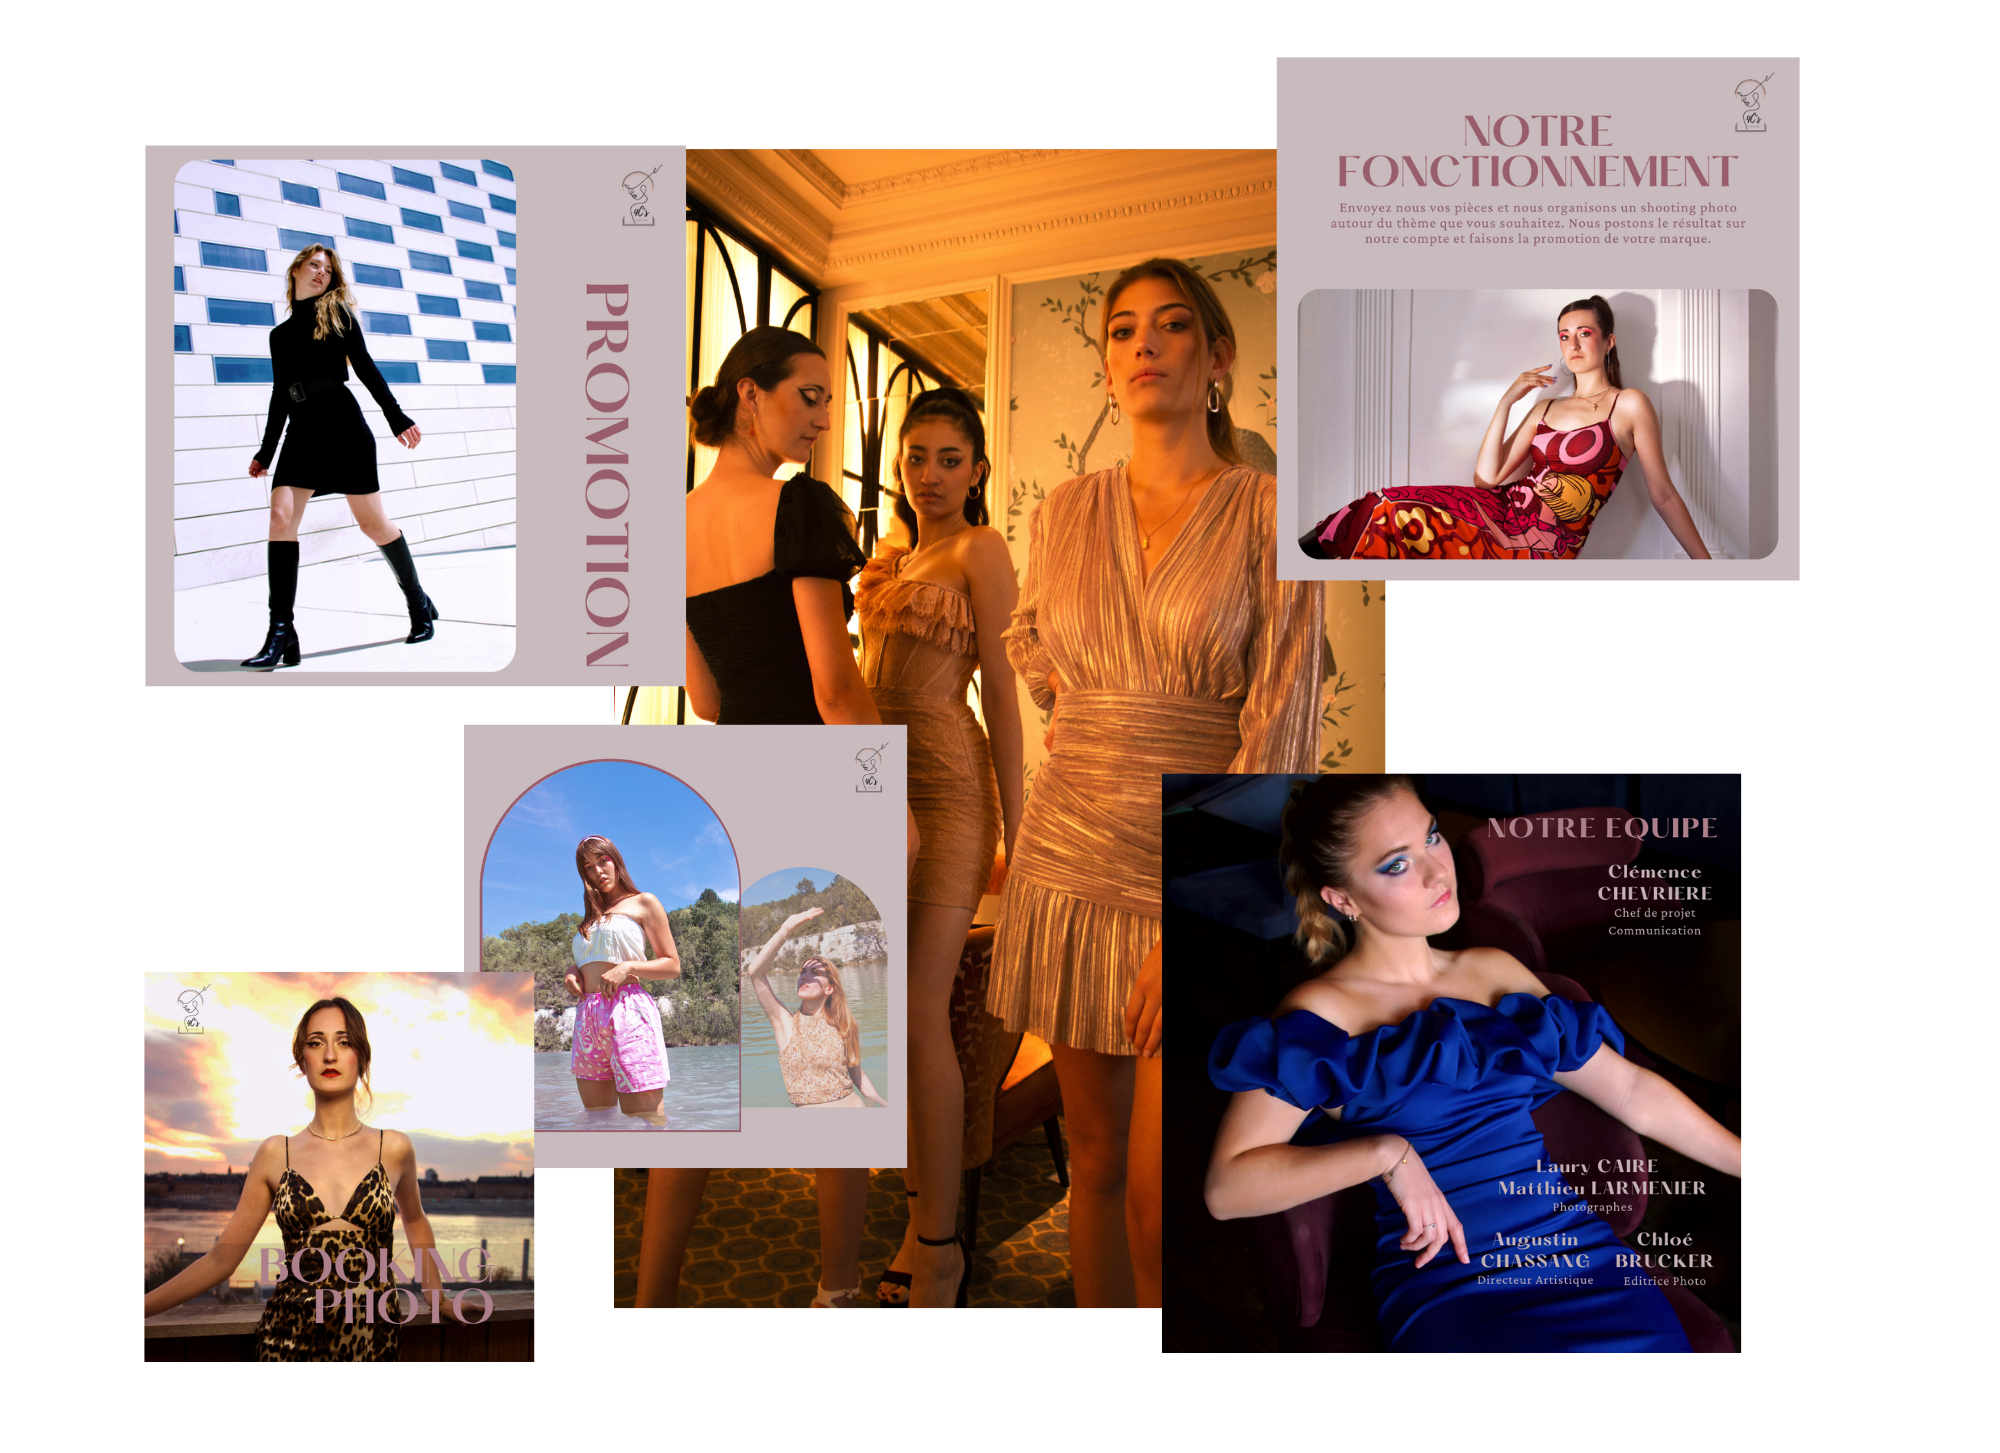 PROMOTION
NOTRE
FONCTIONNEMENT
Envoyez nous vos pièces et nous organisons un shooting photo
autour du thème que vous souhaitez. Nous postons le résultat sur
notre compte et faisons la promotion de votre marque.
BOOKING
PHOTO
NOTRE EQUIPE
Clémence
CHEVRIERE
Chef de projet
Communication
Laury CAIRE
Matthieu LARMENIER
Photographes
Augustin
CHASSANG
Directeur Artistique
Chloé
BRUCKER
Editrice Photo